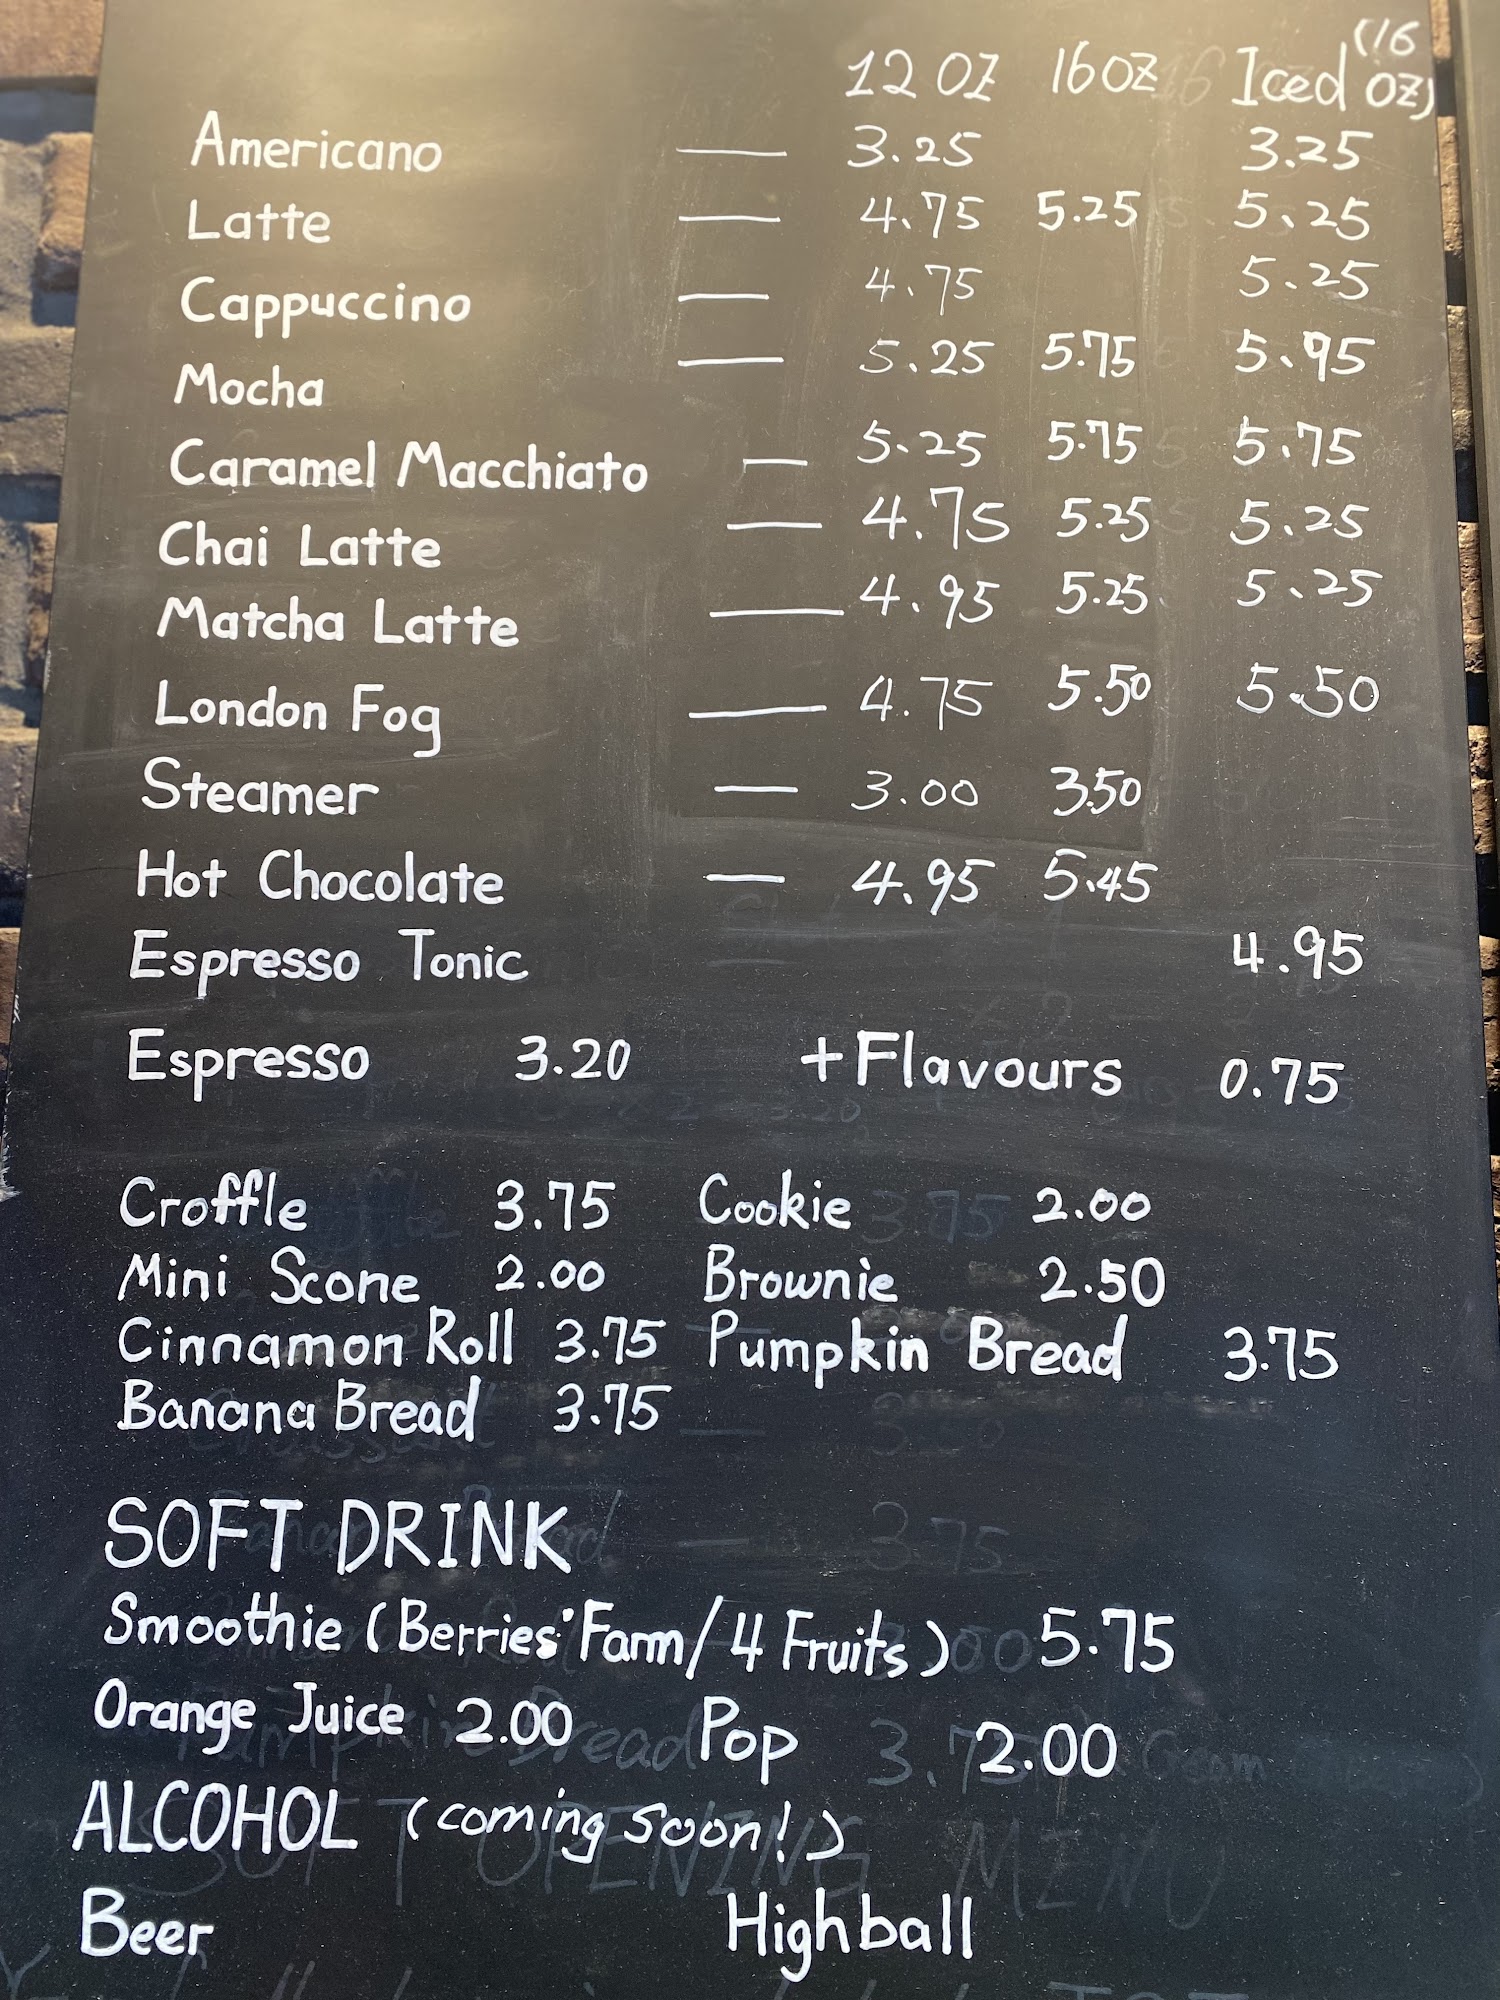 12 OZ 16 OZ Iced (16 OZ)
Americano — 3.25 3.25
Latte — 4.75 5.25 5.25
Cappuccino — 4.75 5.25
Mocha — 5.25 5.75 5.95
Caramel Macchiato — 5.25 5.75 5.75
Chai Latte — 4.75 5.25 5.25
Matcha Latte — 4.95 5.25 5.25
London Fog — 4.75 5.50 5.50
Steamer — 3.00 3.50
Hot Chocolate — 4.95 5.45
Espresso Tonic 4.95
Espresso 3.20 +Flavours 0.75
Croffle 3.75 Cookie 2.00
Mini Scone 2.00 Brownie 2.50
Cinnamon Roll 3.75 Pumpkin Bread 3.75
Banana Bread 3.75
SOFT DRINK
Smoothie (Berries' Farm/4 Fruits) 5.75
Orange Juice 2.00 Pop 2.00
ALCOHOL (coming soon!)
SOFT OPENING MENU
Beer Highball